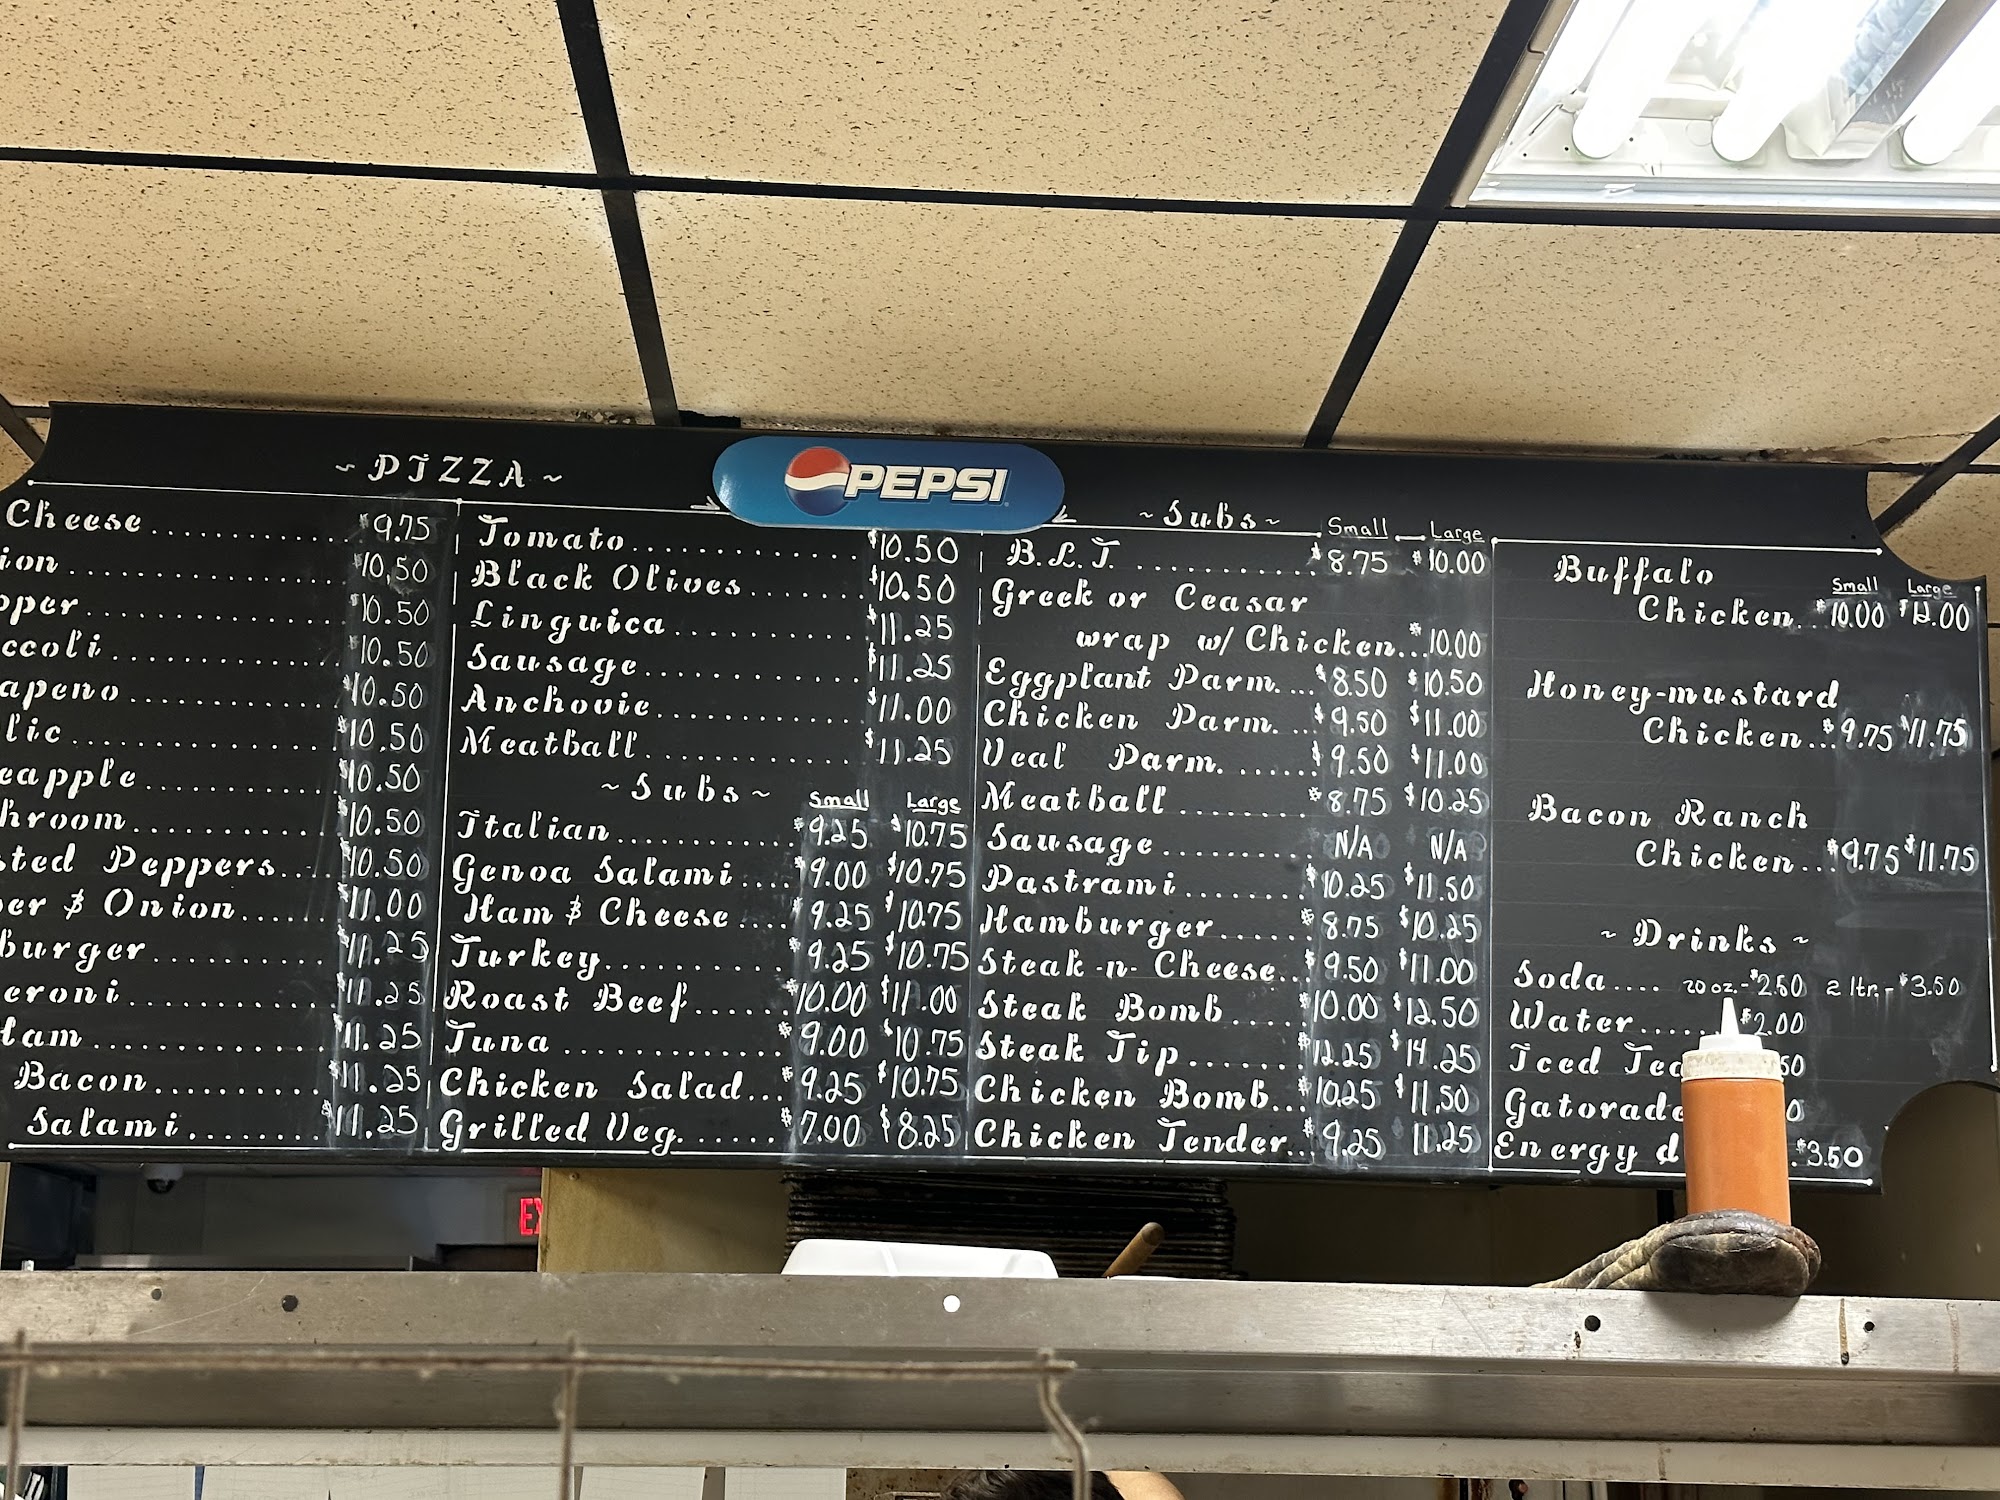 PEPSI
~ PIZZA ~
Cheese $9.75
ion $10.50
pper $10.50
ccoli $10.50
apeno $10.50
lic $10.50
eapple $10.50
hroom $10.50
sted Peppers $10.50
er & Onion $11.00
burger $11.25
eroni $11.25
Ham $11.25
Bacon $11.25
Salami $11.25
Tomato $10.50
Black Olives $10.50
Linguica $11.25
Sausage $11.25
Anchovie $11.00
Meatball $11.25
~ Subs ~ Small Large
Italian $9.25 $10.75
Genoa Salami $9.00 $10.75
Ham & Cheese $9.25 $10.75
Turkey $9.25 $10.75
Roast Beef $10.00 $11.00
Tuna $9.00 $10.75
Chicken Salad $9.25 $10.75
Grilled Veg. $7.00 $8.25
~ Subs ~ Small Large
B.L.T. $8.75 $10.00
Greek or Ceasar
wrap w/ Chicken $10.00
Eggplant Parm. $8.50 $10.50
Chicken Parm. $9.50 $11.00
Veal Parm. $9.50 $11.00
Meatball $8.75 $10.25
Sausage N/A N/A
Pastrami $10.25 $11.50
Hamburger $8.75 $10.25
Steak-n-Cheese $9.50 $11.00
Steak Bomb $10.00 $12.50
Steak Tip $12.25 $14.25
Chicken Bomb $10.25 $11.50
Chicken Tender $9.25 11.25
Buffalo Small Large
Chicken $10.00 $12.00
Honey-mustard
Chicken $9.75 $11.75
Bacon Ranch
Chicken $9.75 $11.75
~ Drinks ~
Soda 20 oz.-$2.50 2 ltr.-$3.50
Water $2.00
Iced Tea 50
Gatorade 0
Energy d $3.50
EX